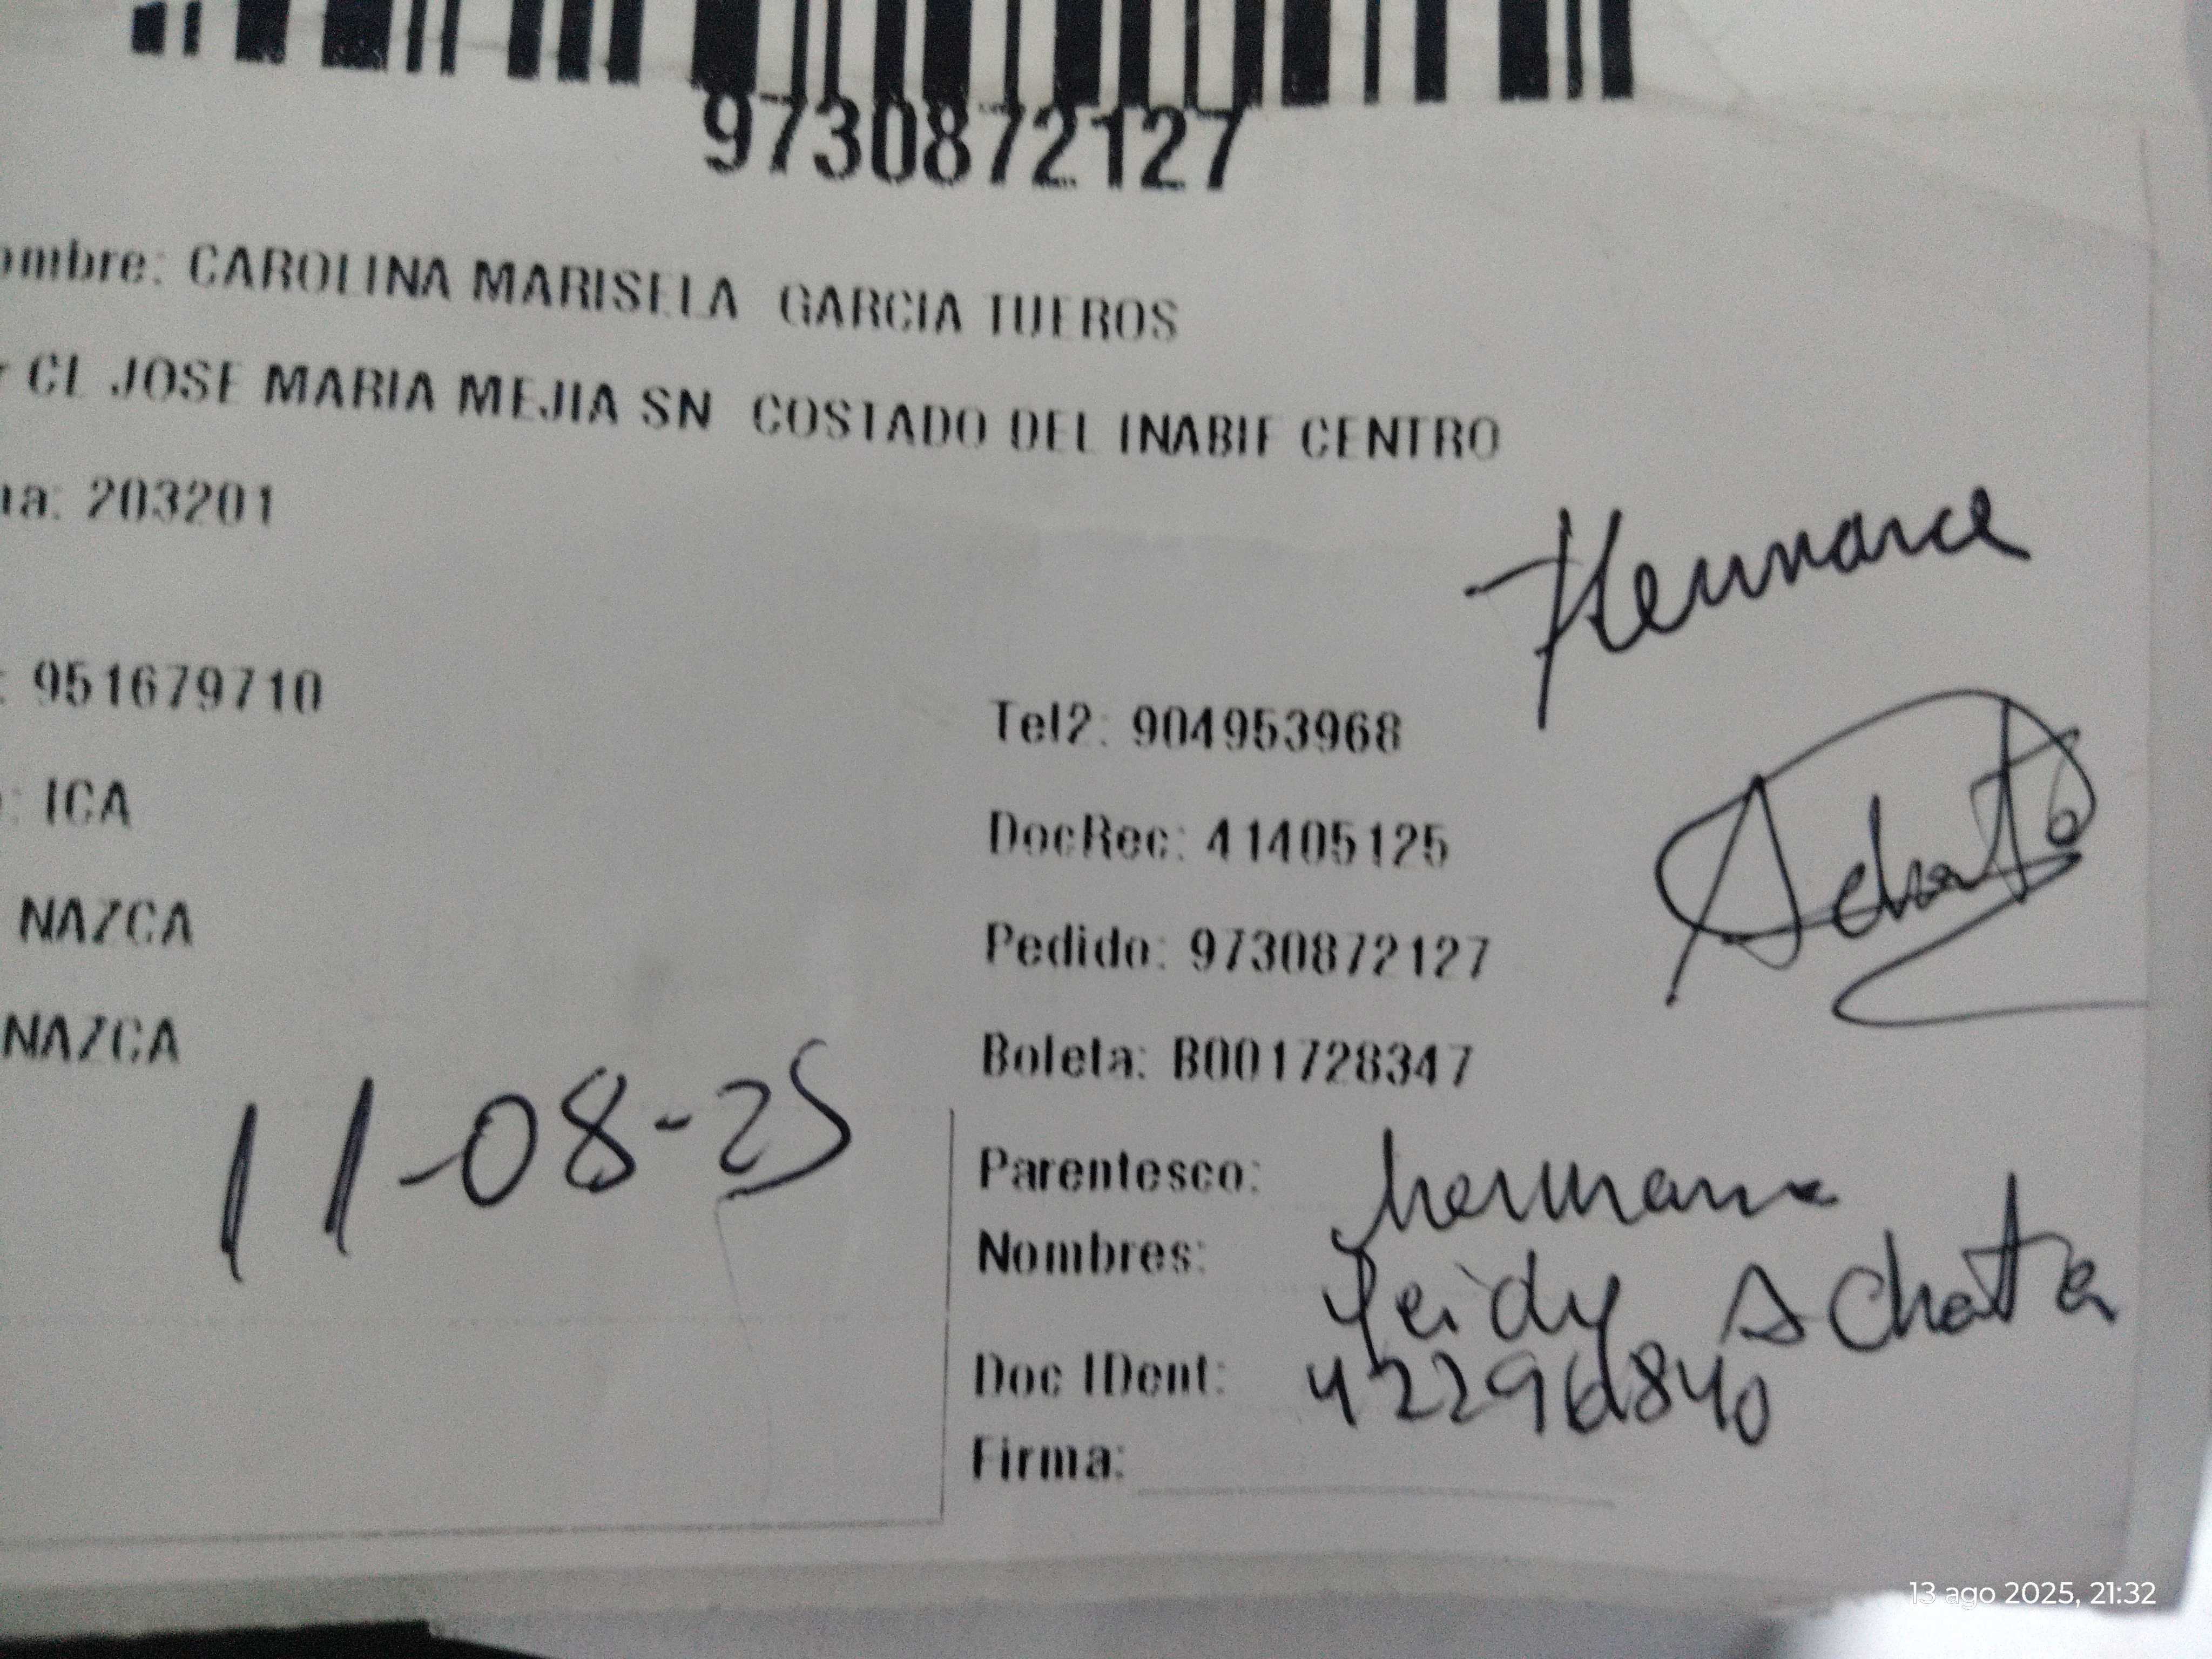 9730872127
ombre: CAROLINA MARISELA GARCIA TUEROS
r CL JOSE MARIA MEJIA SN COSTADO DEL INABIF CENTRO
na: 203201
: 951679710
Tel2: 904953968
: ICA
DocRec: 41405125
NAZCA
Pedido: 9730872127
NAZCA
Boleta: B001728347
11-08-25
Parentesco: hermana
Nombres: Yeidy
Doc IDent: 42296840
Firma:
13 ago 2025, 21:32